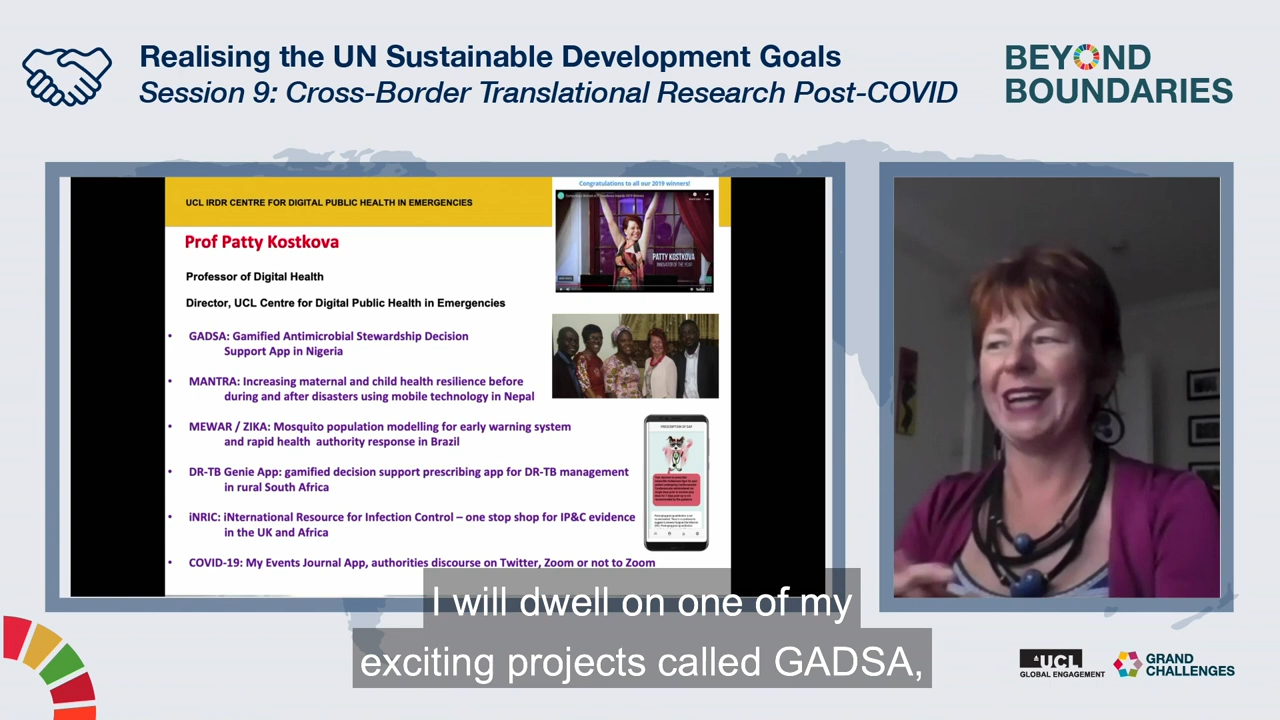 Realising the UN Sustainable Development Goals
Session 9: Cross-Border Translational Research Post-COVID
BEYOND
BOUNDARIES
UCL IRDR CENTRE FOR DIGITAL PUBLIC HEALTH IN EMERGENCIES
Congratulations to all our 2019 winners!
PATTY KOSTKOVA
INNOVATOR OF THE YEAR
Prof Patty Kostkova
Professor of Digital Health
Director, UCL Centre for Digital Public Health in Emergencies
• GADSA: Gamified Antimicrobial Stewardship Decision
Support App in Nigeria
• MANTRA: Increasing maternal and child health resilience before
during and after disasters using mobile technology in Nepal
• MEWAR / ZIKA: Mosquito population modelling for early warning system
and rapid health authority response in Brazil
• DR-TB Genie App: gamified decision support prescribing app for DR-TB management
in rural South Africa
• iNRIC: iNternational Resource for Infection Control – one stop shop for IP&C evidence
in the UK and Africa
• COVID-19: My Events Journal App, authorities discourse on Twitter, Zoom or not to Zoom
I will dwell on one of my
exciting projects called GADSA,
UCL
GLOBAL ENGAGEMENT
GRAND
CHALLENGES